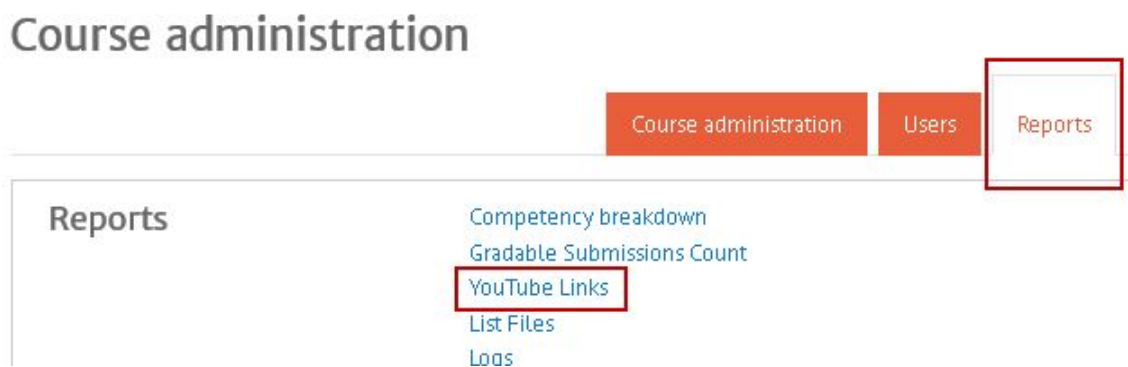 Course administration
Course administration Users Reports
Reports
Competency breakdown
Gradable Submissions Count
YouTube Links
List Files
Logs